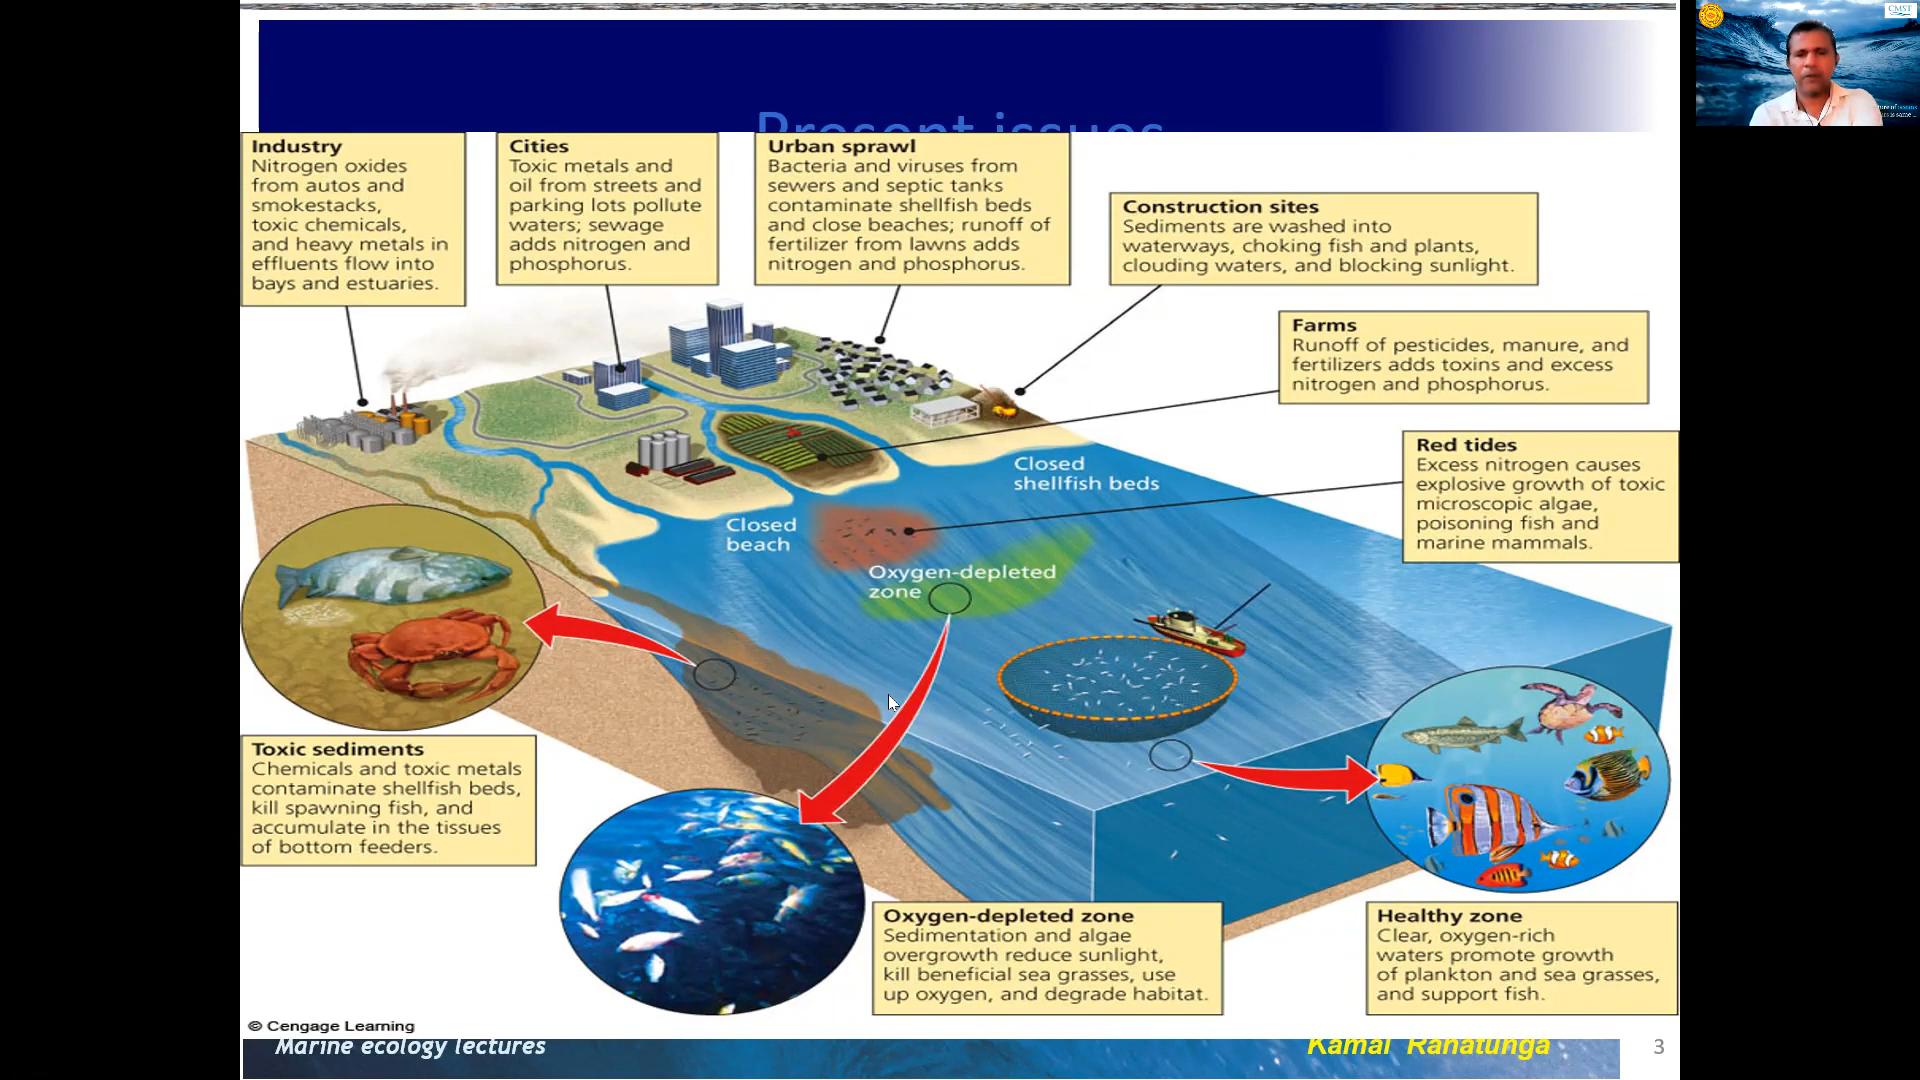 CMST
Present issues
Industry
Nitrogen oxides
from autos and
smokestacks,
toxic chemicals,
and heavy metals in
effluents flow into
bays and estuaries.
Cities
Toxic metals and
oil from streets and
parking lots pollute
waters; sewage
adds nitrogen and
phosphorus.
Urban sprawl
Bacteria and viruses from
sewers and septic tanks
contaminate shellfish beds
and close beaches; runoff of
fertilizer from lawns adds
nitrogen and phosphorus.
Construction sites
Sediments are washed into
waterways, choking fish and plants,
clouding waters, and blocking sunlight.
Farms
Runoff of pesticides, manure, and
fertilizers adds toxins and excess
nitrogen and phosphorus.
Red tides
Excess nitrogen causes
explosive growth of toxic
microscopic algae,
poisoning fish and
marine mammals.
Closed
shellfish beds
Closed
beach
Oxygen-depleted
zone
Toxic sediments
Chemicals and toxic metals
contaminate shellfish beds,
kill spawning fish, and
accumulate in the tissues
of bottom feeders.
Oxygen-depleted zone
Sedimentation and algae
overgrowth reduce sunlight,
kill beneficial sea grasses, use
up oxygen, and degrade habitat.
Healthy zone
Clear, oxygen-rich
waters promote growth
of plankton and sea grasses,
and support fish.
© Cengage Learning
Marine ecology lectures
Kamal Ranatunga
3